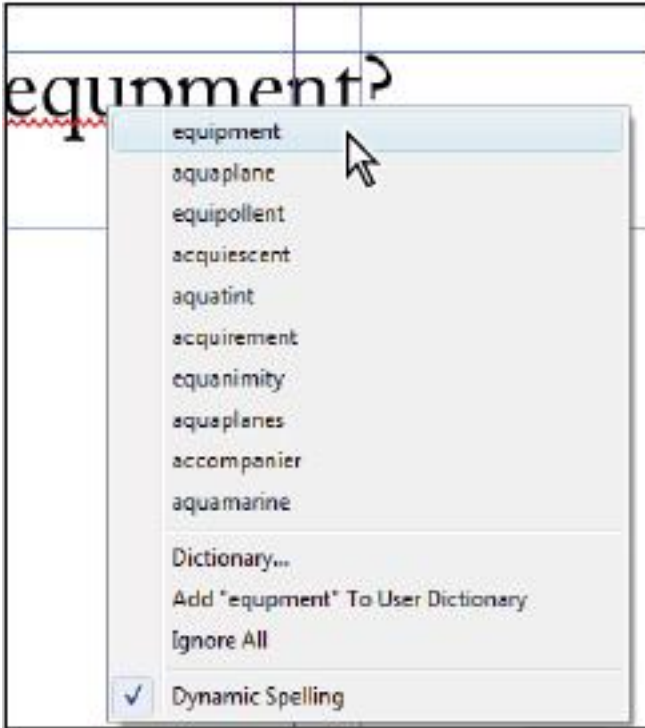 equpment?
equipment
aquaplane
equipollent
acquiescent
aquatint
acquirement
equanimity
aquaplanes
accompanier
aquamarine
Dictionary...
Add "equpment" To User Dictionary
Ignore All
Dynamic Spelling